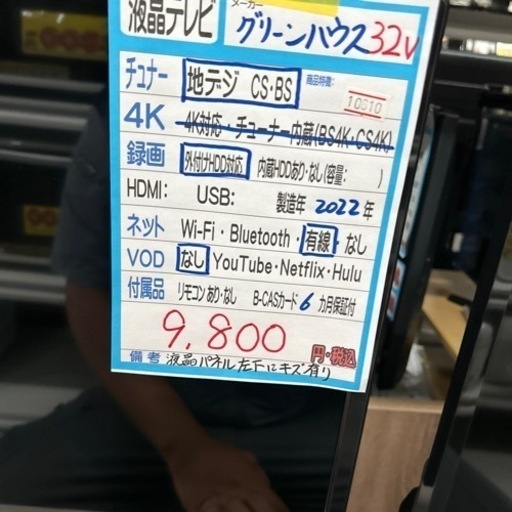 液晶テレビ メーカー グリーンハウス32V
チューナー 地デジ CS・BS 商品特徴: 10810
4K 4K対応・チューナー内蔵(BS4K・CS4K)
録画 外付けHDD対応 内蔵HDDあり・なし(容量: )
HDMI: USB: 製造年 2022年
ネット Wi-Fi・Bluetooth・有線・なし
VOD なし YouTube・Netflix・Hulu
付属品 リモコンあり・なし B-CASカード 6カ月保証付
9,800 円・税込
備考 液晶パネル左下にキズ有り